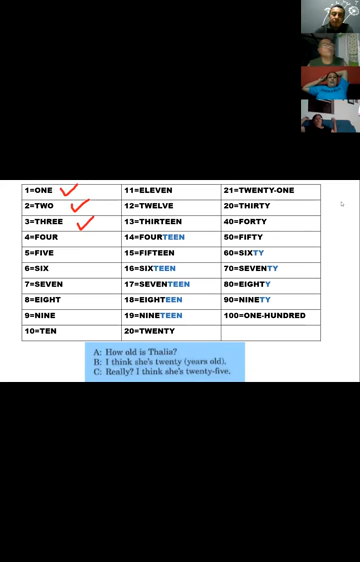 1=ONE 11=ELEVEN 21=TWENTY-ONE
2=TWO 12=TWELVE 20=THIRTY
3=THREE 13=THIRTEEN 40=FORTY
4=FOUR 14=FOURTEEN 50=FIFTY
5=FIVE 15=FIFTEEN 60=SIXTY
6=SIX 16=SIXTEEN 70=SEVENTY
7=SEVEN 17=SEVENTEEN 80=EIGHTY
8=EIGHT 18=EIGHTEEN 90=NINETY
9=NINE 19=NINETEEN 100=ONE-HUNDRED
10=TEN 20=TWENTY
A: How old is Thalia?
B: I think she's twenty (years old).
C: Really? I think she's twenty-five.